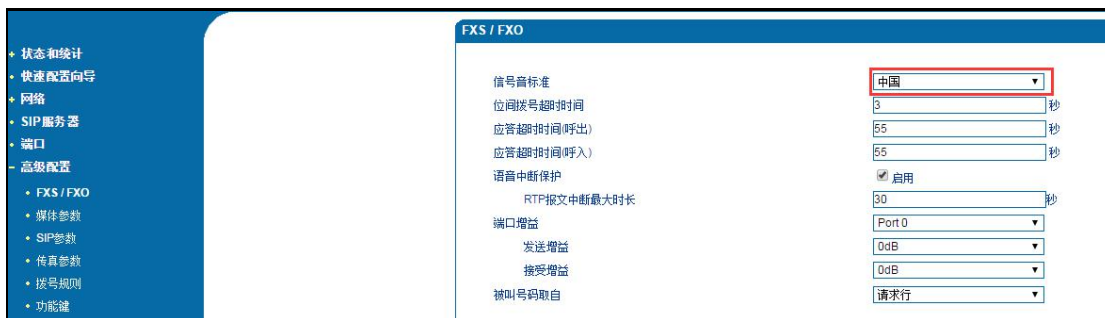 + 状态和统计
• 快速配置向导
+ 网络
• SIP服务器
• 端口
- 高级配置
• FXS / FXO
• 媒体参数
• SIP参数
• 传真参数
• 拨号规则
• 功能键
FXS / FXO
信号音标准 中国
位间拨号超时时间 3 秒
应答超时时间(呼出) 55 秒
应答超时时间(呼入) 55 秒
语音中断保护 启用
RTP报文中断最大时长 30 秒
端口增益 Port 0
发送增益 0dB
接受增益 0dB
被叫号码取自 请求行